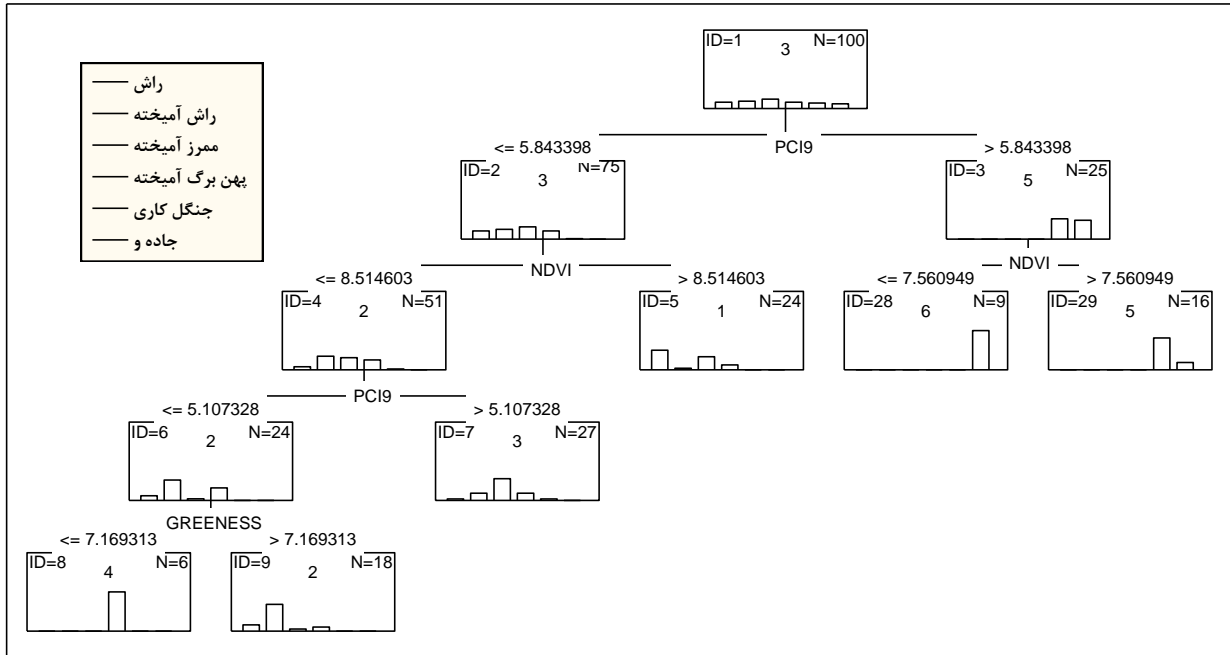 ID=1 N=100
3
راش
راش آمیخته
ممرز آمیخته
پهن برگ آمیخته
جنگل کاری
جاده و
PCI9
<= 5.843398 > 5.843398
ID=2 N=75
3
ID=3 N=25
5
NDVI
NDVI
<= 8.514603 > 8.514603
<= 7.560949 > 7.560949
ID=4 N=51
2
ID=5 N=24
1
ID=28 N=9
6
ID=29 N=16
5
PCI9
<= 5.107328 > 5.107328
ID=6 N=24
2
ID=7 N=27
3
GREENESS
<= 7.169313 > 7.169313
ID=8 N=6
4
ID=9 N=18
2